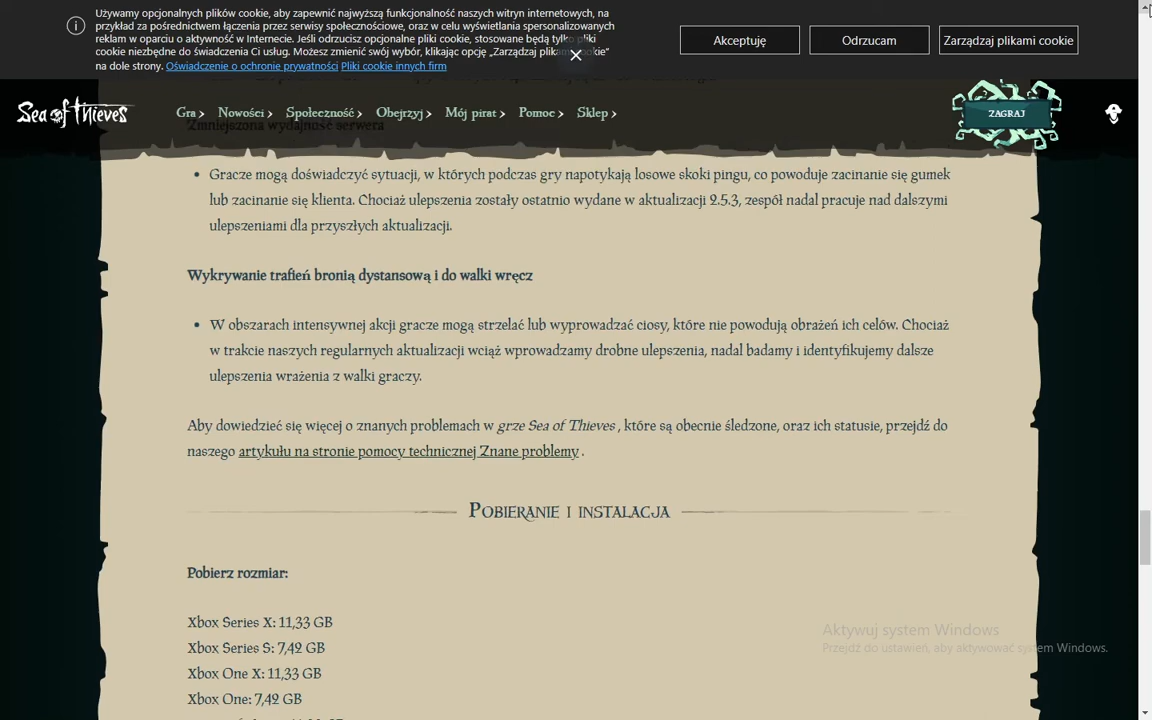 Używamy opcjonalnych plików cookie, aby zapewnić najwyższą funkcjonalność naszych witryn internetowych, na
przykład za pośrednictwem łączenia przez serwisy społecznościowe, oraz w celu wyświetlania spersonalizowanych
reklam w oparciu o aktywność w Internecie. Jeśli odrzucisz opcjonalne pliki cookie, stosowane będą tylko pliki
cookie niezbędne do świadczenia Ci usług. Możesz zmienić swój wybór, klikając opcję „Zarządzaj plikami cookie”
na dole strony. Oświadczenie o ochronie prywatności Pliki cookie innych firm
Akceptuję
Odrzucam
Zarządzaj plikami cookie
Sea of Thieves
Gra
Nowości
Społeczność
Obejrzyj
Mój pirat
Pomoc
Sklep
ZAGRAJ
Zmniejszona wydajność serwera
Gracze mogą doświadczyć sytuacji, w których podczas gry napotykają losowe skoki pingu, co powoduje zacinanie się gumek
lub zacinanie się klienta. Chociaż ulepszenia zostały ostatnio wydane w aktualizacji 2.5.3, zespół nadal pracuje nad dalszymi
ulepszeniami dla przyszłych aktualizacji.
Wykrywanie trafień bronią dystansową i do walki wręcz
W obszarach intensywnej akcji gracze mogą strzelać lub wyprowadzać ciosy, które nie powodują obrażeń ich celów. Chociaż
w trakcie naszych regularnych aktualizacji wciąż wprowadzamy drobne ulepszenia, nadal badamy i identyfikujemy dalsze
ulepszenia wrażenia z walki graczy.
Aby dowiedzieć się więcej o znanych problemach w grze Sea of Thieves , które są obecnie śledzone, oraz ich statusie, przejdź do
naszego artykułu na stronie pomocy technicznej Znane problemy .
Pobieranie i instalacja
Pobierz rozmiar:
Xbox Series X: 11,33 GB
Xbox Series S: 7,42 GB
Xbox One X: 11,33 GB
Xbox One: 7,42 GB
Aktywuj system Windows
Przejdź do ustawień, aby aktywować system Windows.